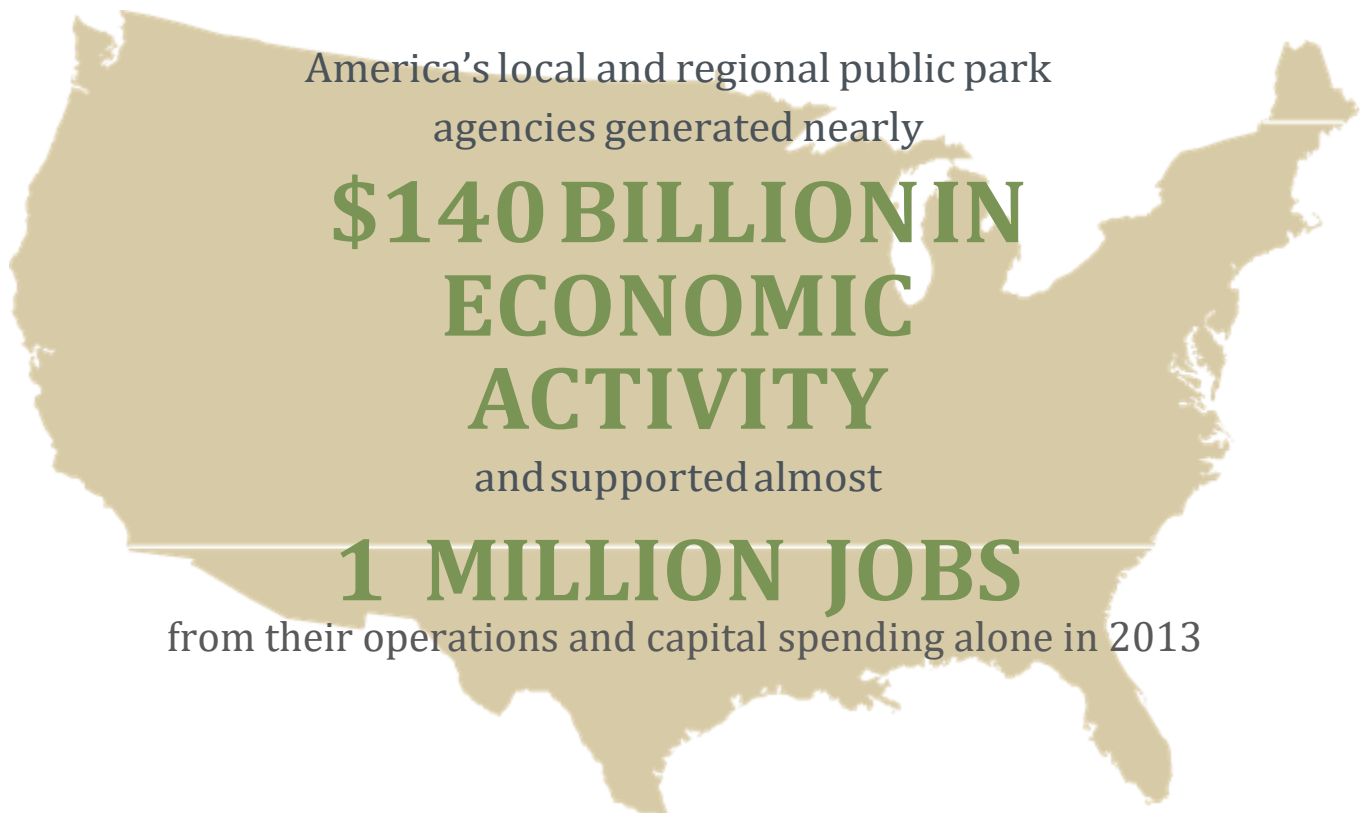 America's local and regional public park
agencies generated nearly
$140 BILLION IN
ECONOMIC
ACTIVITY
and supported almost
1 MILLION JOBS
from their operations and capital spending alone in 2013